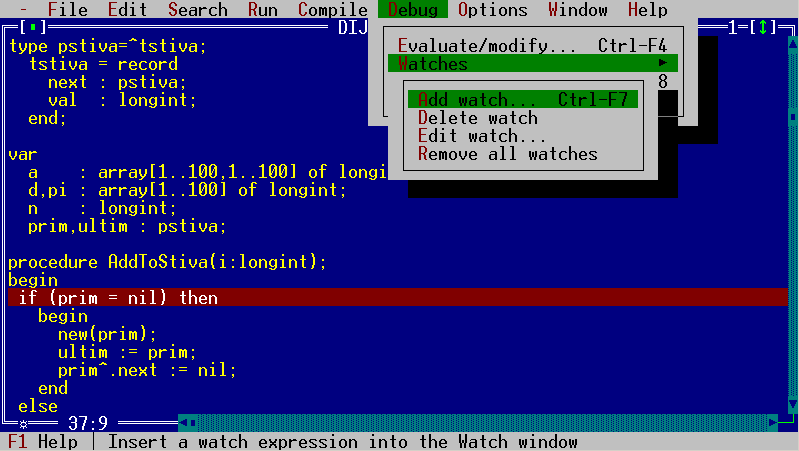 - File Edit Search Run Compile Debug Options Window Help
[▪] DIJ 1=[↕]
Evaluate/modify... Ctrl-F4
Watches ►
8
Add watch... Ctrl-F7
Delete watch
Edit watch...
Remove all watches
type pstiva=^tstiva;
tstiva = record
next : pstiva;
val : longint;
end;
var
a : array[1..100,1..100] of longi
d,pi : array[1..100] of longint;
n : longint;
prim,ultim : pstiva;
procedure AddToStiva(i:longint);
begin
if (prim = nil) then
begin
new(prim);
ultim := prim;
prim^.next := nil;
end
else
37:9
F1 Help | Insert a watch expression into the Watch window